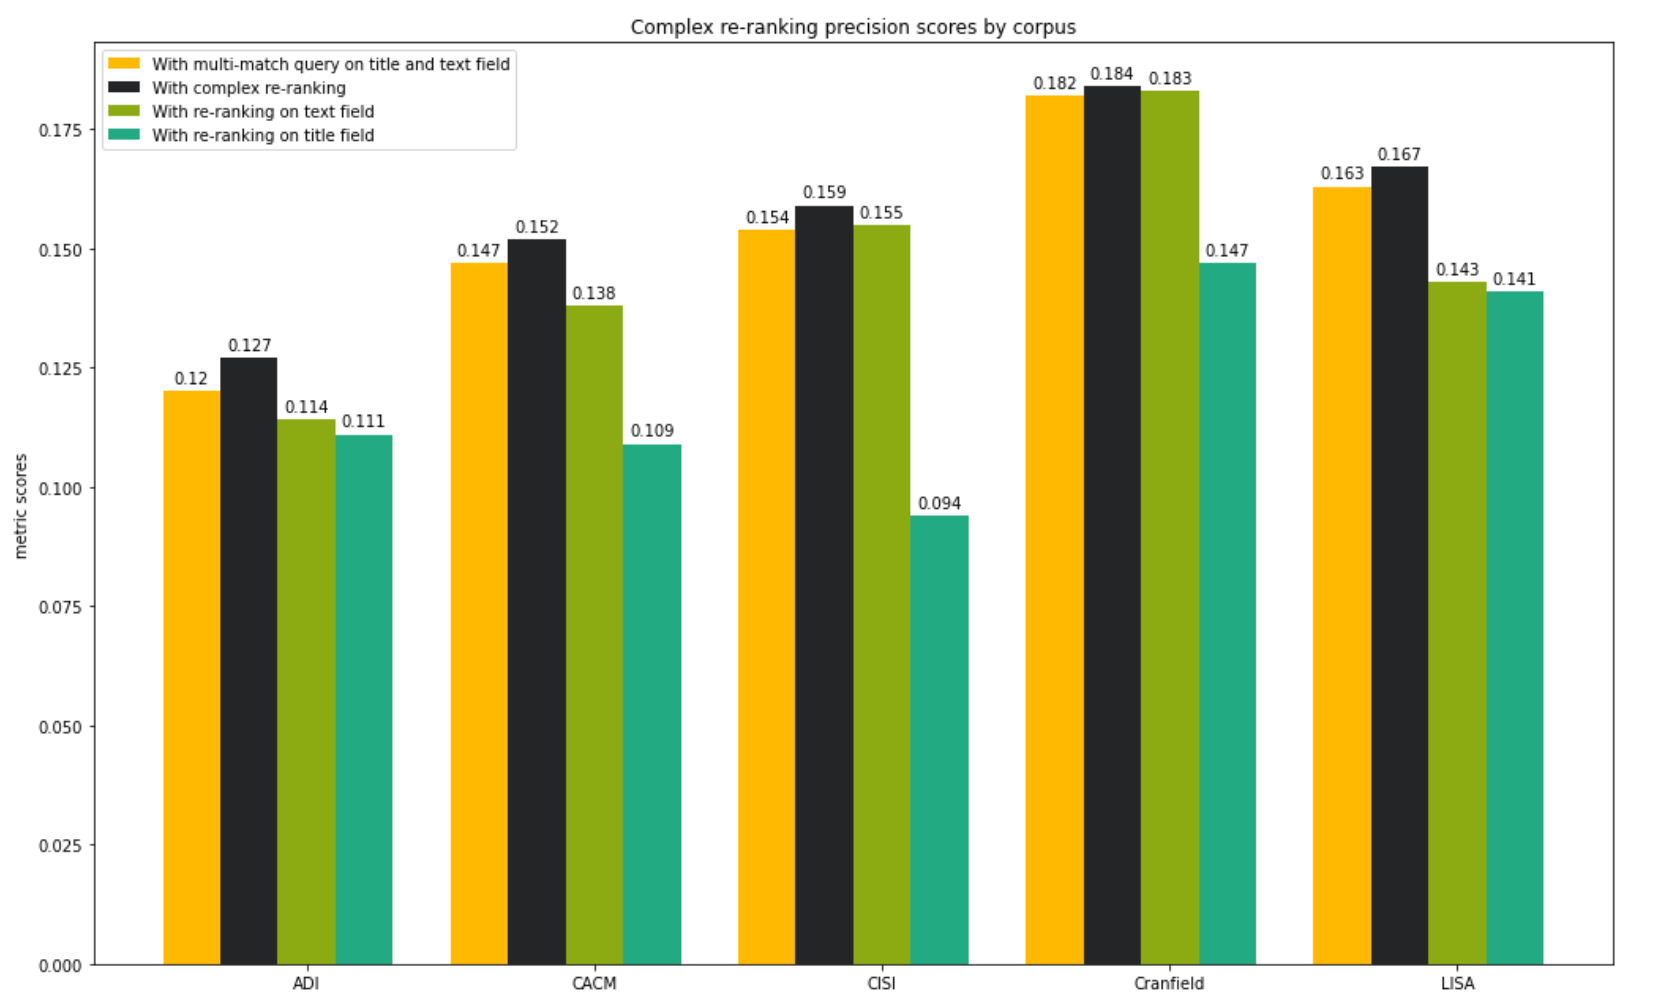 Complex re-ranking precision scores by corpus
With multi-match query on title and text field
With complex re-ranking
With re-ranking on text field
With re-ranking on title field
metric scores
0.175
0.150
0.125
0.100
0.075
0.050
0.025
0.000
0.12
0.127
0.114
0.111
0.147
0.152
0.138
0.109
0.154
0.159
0.155
0.094
0.182
0.184
0.183
0.147
0.163
0.167
0.143
0.141
ADI
CACM
CISI
Cranfield
LISA